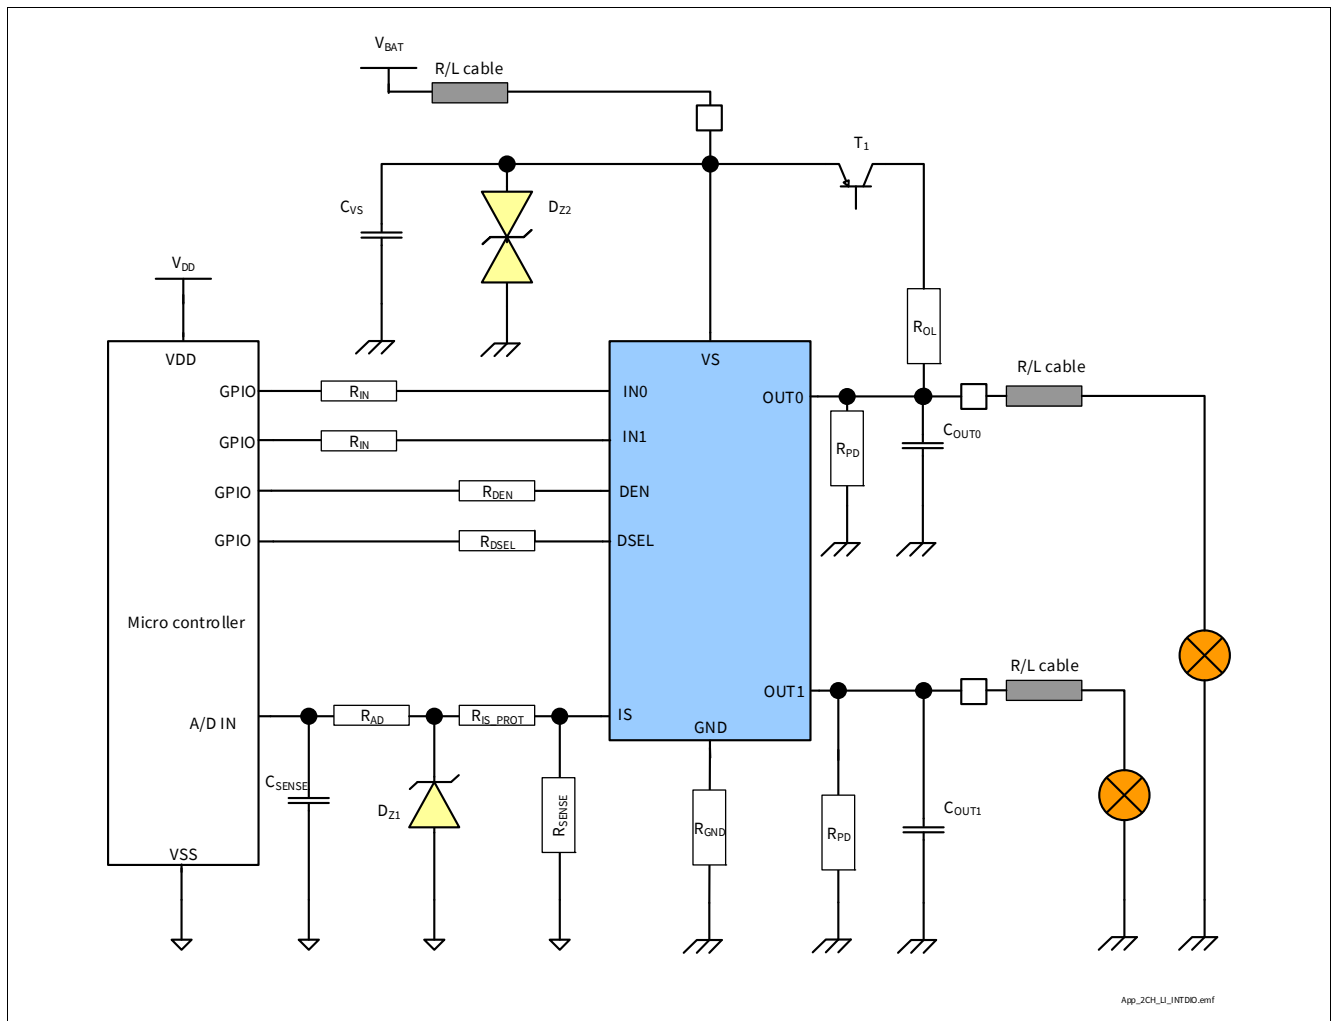 VBAT
R/L cable
T1
CVS
DZ2
VDD
VDD
VS
ROL
GPIO
RIN
IN0
R/L cable
OUT0
GPIO
RIN
IN1
COUT0
RPD
GPIO
RDEN
DEN
GPIO
RDSEL
DSEL
Micro controller
R/L cable
OUT1
A/D IN
RAD
RIS_PROT
IS
GND
CSENSE
DZ1
RSENSE
RGND
RPD
COUT1
VSS
App_2CH_LI_INTDIO.emf